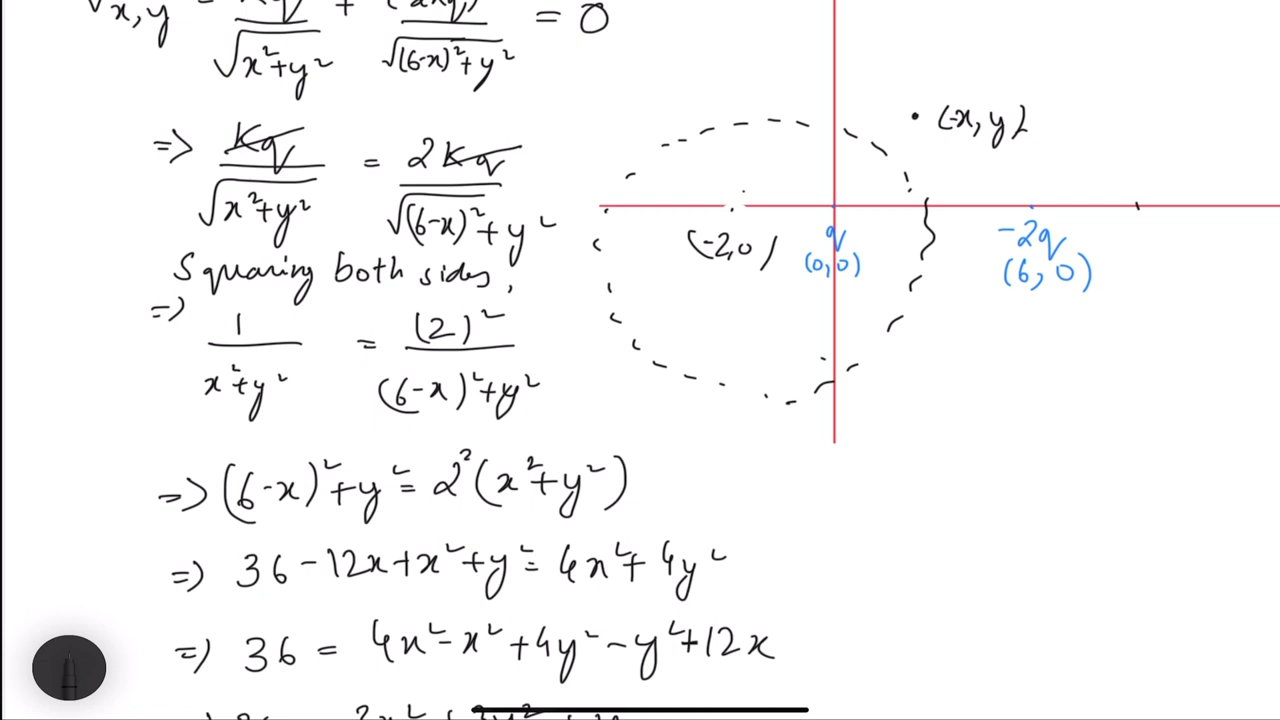 x, y = Kq/√(x²+y²) + /√((6-x)²+y²) = 0
=> Kq/√(x²+y²) = 2Kq/√((6-x)²+y²)
Squaring both sides,
=> 1/(x²+y²) = (2)²/((6-x)²+y²)
=> (6-x)²+y² = 2²(x²+y²)
=> 36 - 12x + x² + y² = 4x² + 4y²
=> 36 = 4x² - x² + 4y² - y² + 12x
(-x, y)
(-2,0)
q
(0,0)
-2q
(6, 0)